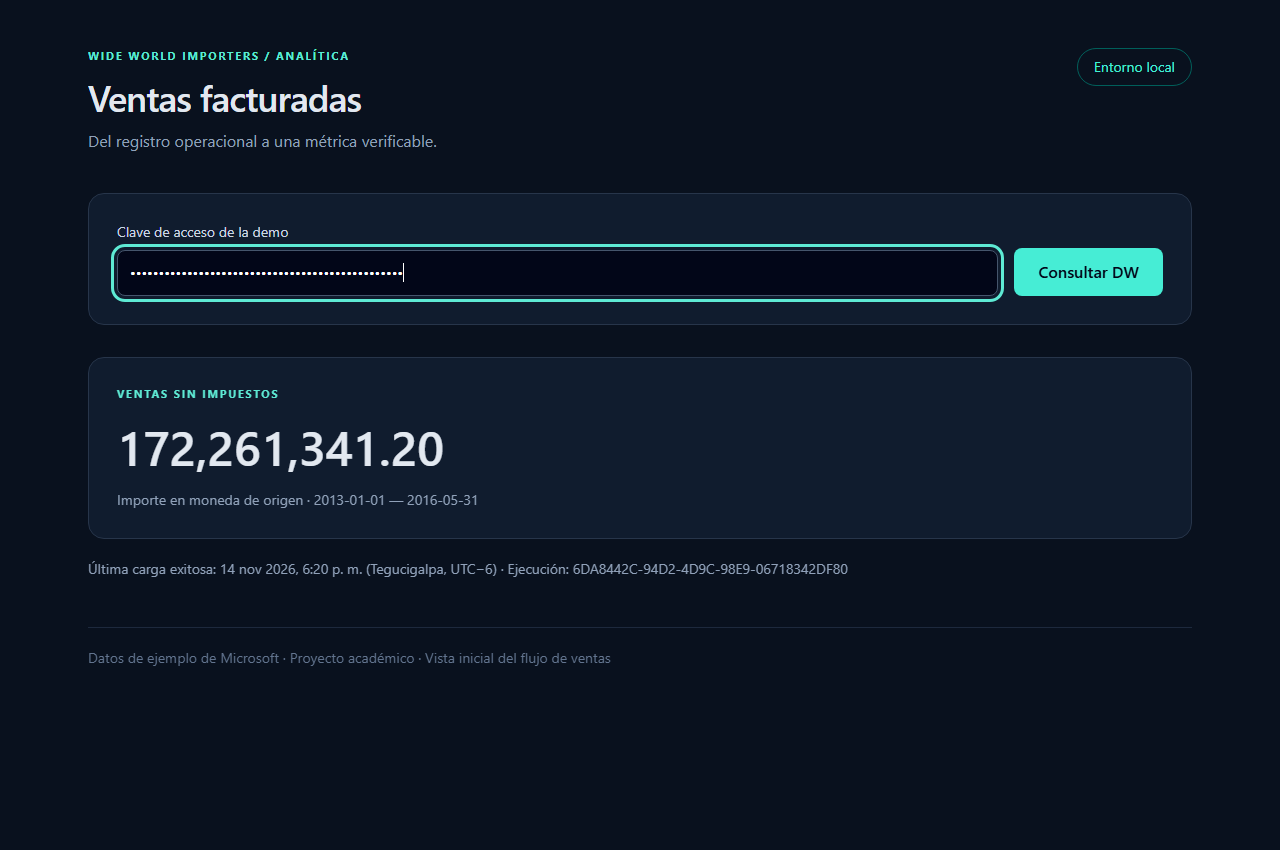 WIDE WORLD IMPORTERS / ANALÍTICA
Entorno local
Ventas facturadas
Del registro operacional a una métrica verificable.
Clave de acceso de la demo
Consultar DW
VENTAS SIN IMPUESTOS
172,261,341.20
Importe en moneda de origen · 2013-01-01 — 2016-05-31
Última carga exitosa: 14 nov 2026, 6:20 p. m. (Tegucigalpa, UTC−6) · Ejecución: 6DA8442C-94D2-4D9C-98E9-06718342DF80
Datos de ejemplo de Microsoft · Proyecto académico · Vista inicial del flujo de ventas